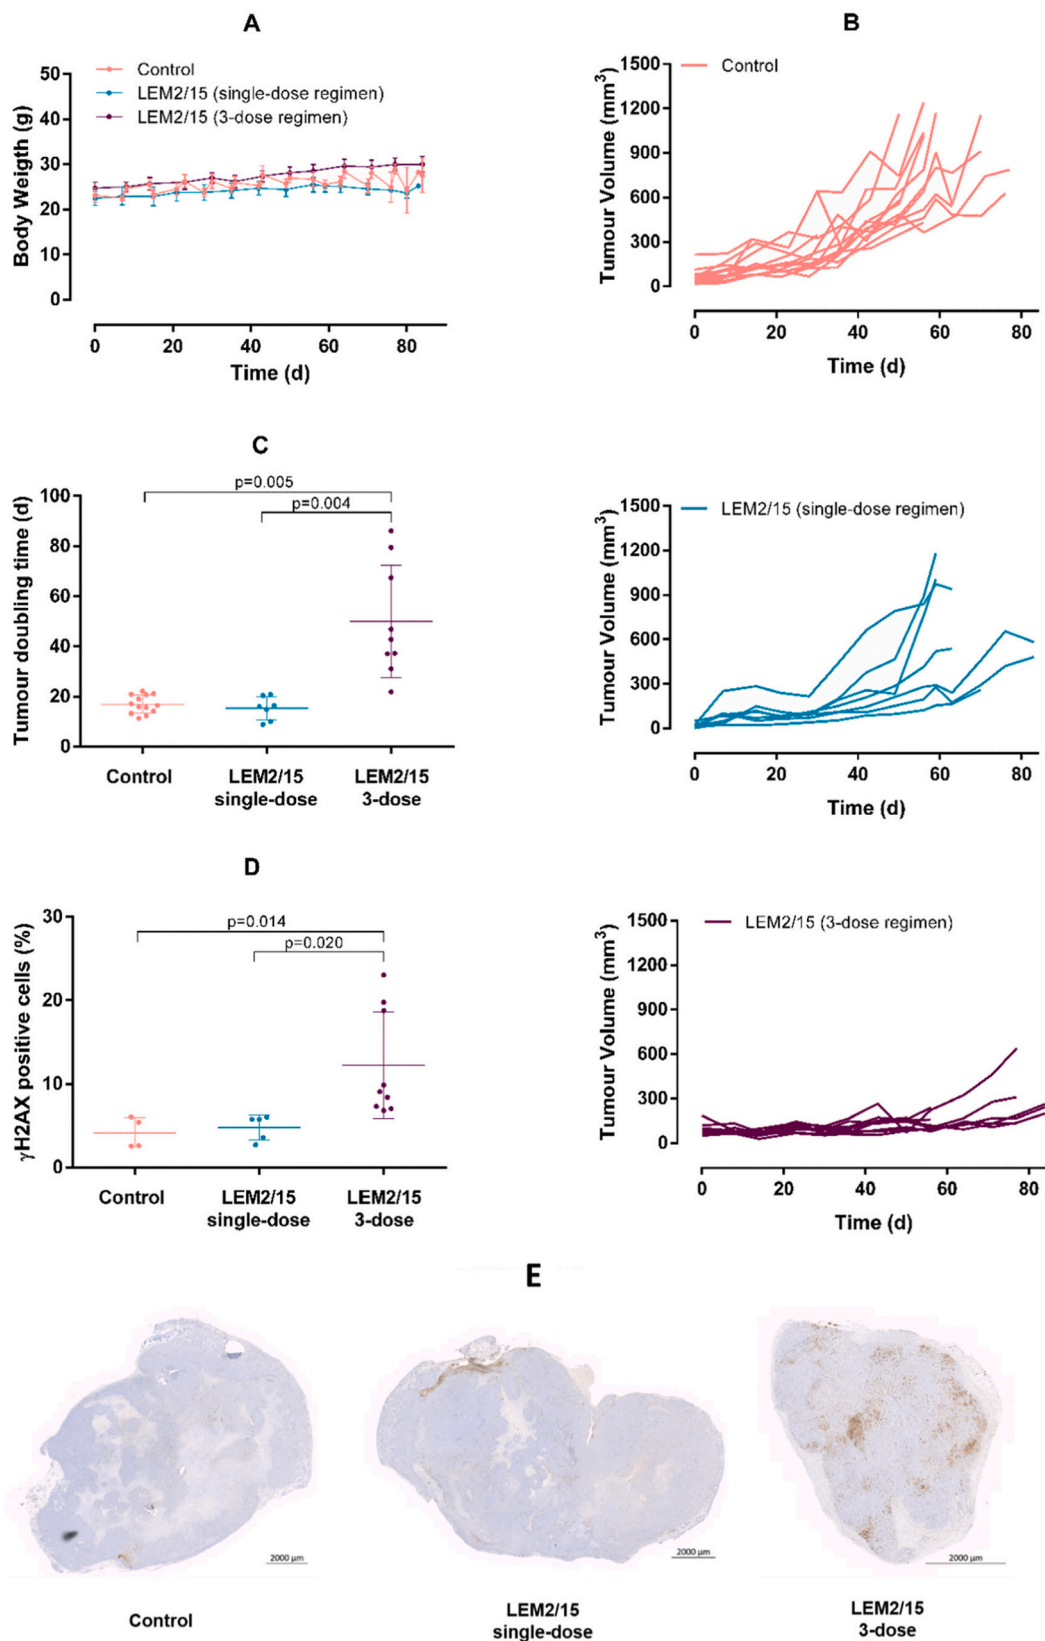 A
Control
LEM2/15 (single-dose regimen)
LEM2/15 (3-dose regimen)
50
40
30
20
10
0
Body Weigth (g)
0 20 40 60 80
Time (d)
B
1500
1200
900
600
300
0
Tumour Volume (mm³)
Control
0 20 40 60 80
Time (d)
C
100
80
60
40
20
0
Tumour doubling time (d)
p=0.005
p=0.004
Control LEM2/15 LEM2/15
single-dose 3-dose
1500
1200
900
600
300
0
Tumour Volume (mm³)
LEM2/15 (single-dose regimen)
0 20 40 60 80
Time (d)
D
30
20
10
0
γH2AX positive cells (%)
p=0.014
p=0.020
Control LEM2/15 LEM2/15
single-dose 3-dose
1500
1200
900
600
300
0
Tumour Volume (mm³)
LEM2/15 (3-dose regimen)
0 20 40 60 80
Time (d)
E
2000 µm
2000 µm
2000 µm
Control
LEM2/15
single-dose
LEM2/15
3-dose